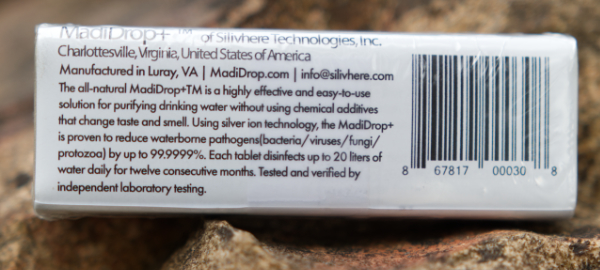 MadiDrop+ ™ of Silivhere Technologies, Inc.
Charlottesville, Virginia, United States of America
Manufactured in Luray, VA | MadiDrop.com | info@silivhere.com
The all-natural MadiDrop+TM is a highly effective and easy-to-use
solution for purifying drinking water without using chemical additives
that change taste and smell. Using silver ion technology, the MadiDrop+
is proven to reduce waterborne pathogens(bacteria/viruses/fungi/
protozoa) by up to 99.9999%. Each tablet disinfects up to 20 liters of
water daily for twelve consecutive months. Tested and verified by
independent laboratory testing.
8 67817 00030 8